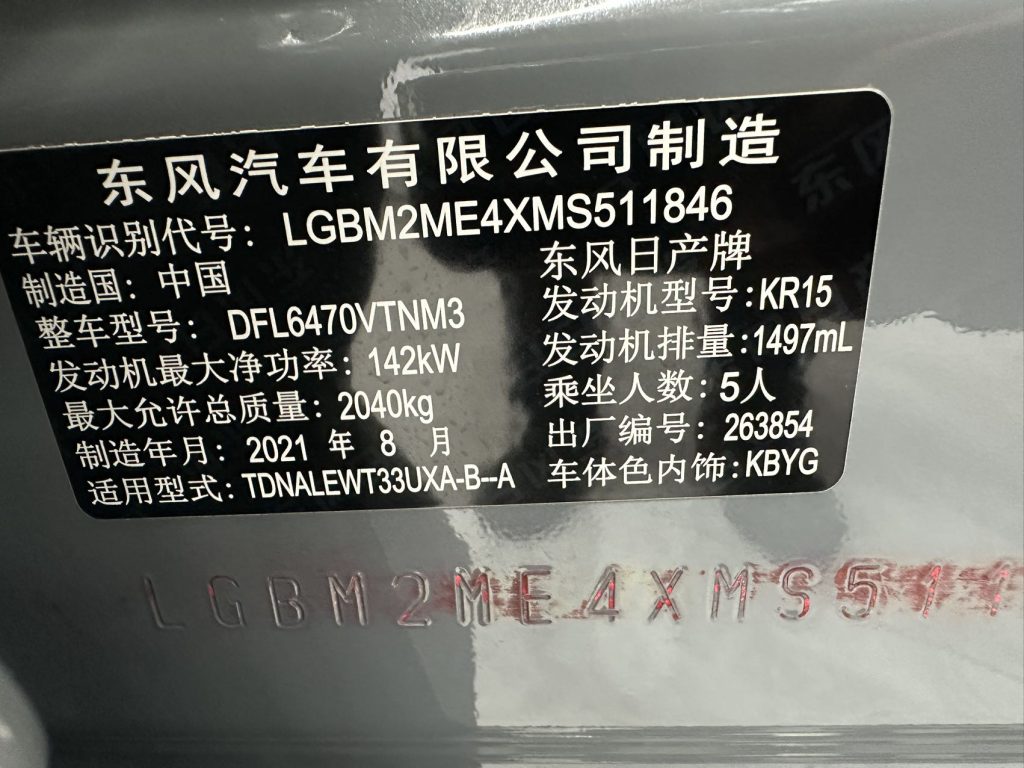 东风汽车有限公司制造
车辆识别代号: LGBM2ME4XMS511846
制造国: 中国 东风日产牌
整车型号: DFL6470VTNM3 发动机型号:KR15
发动机最大净功率: 142kW 发动机排量:1497mL
最大允许总质量: 2040kg 乘坐人数: 5人
制造年月: 2021 年 8 月 出厂编号: 263854
适用型式: TDNALEWT33UXA-B--A 车体色内饰:KBYG
LGBM2ME4XMS511